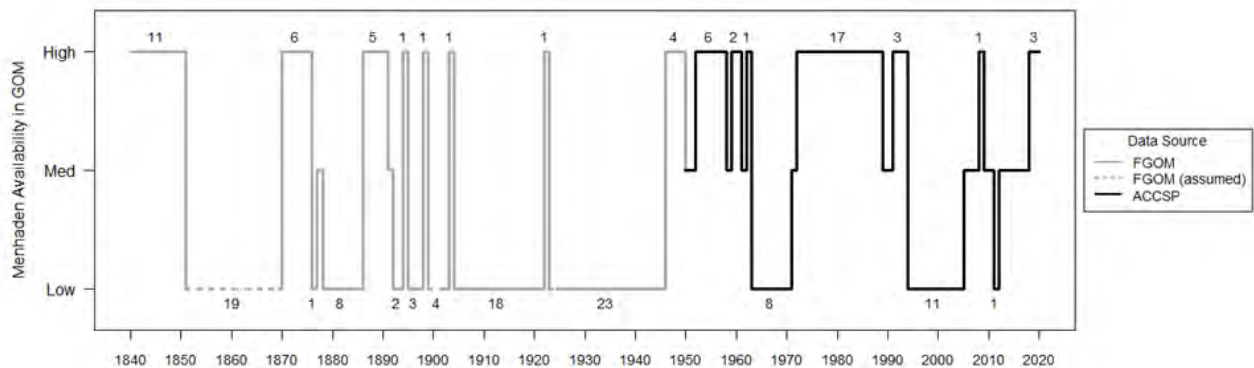 11 6 5 1 1 1 1 4 6 2 1 17 3 1 3
High
Med
Low
Menhaden Availability in GOM
19 1 8 2 3 4 18 23 8 11 1
1840 1850 1860 1870 1880 1890 1900 1910 1920 1930 1940 1950 1960 1970 1980 1990 2000 2010 2020
Data Source
FGOM
FGOM (assumed)
ACCSP